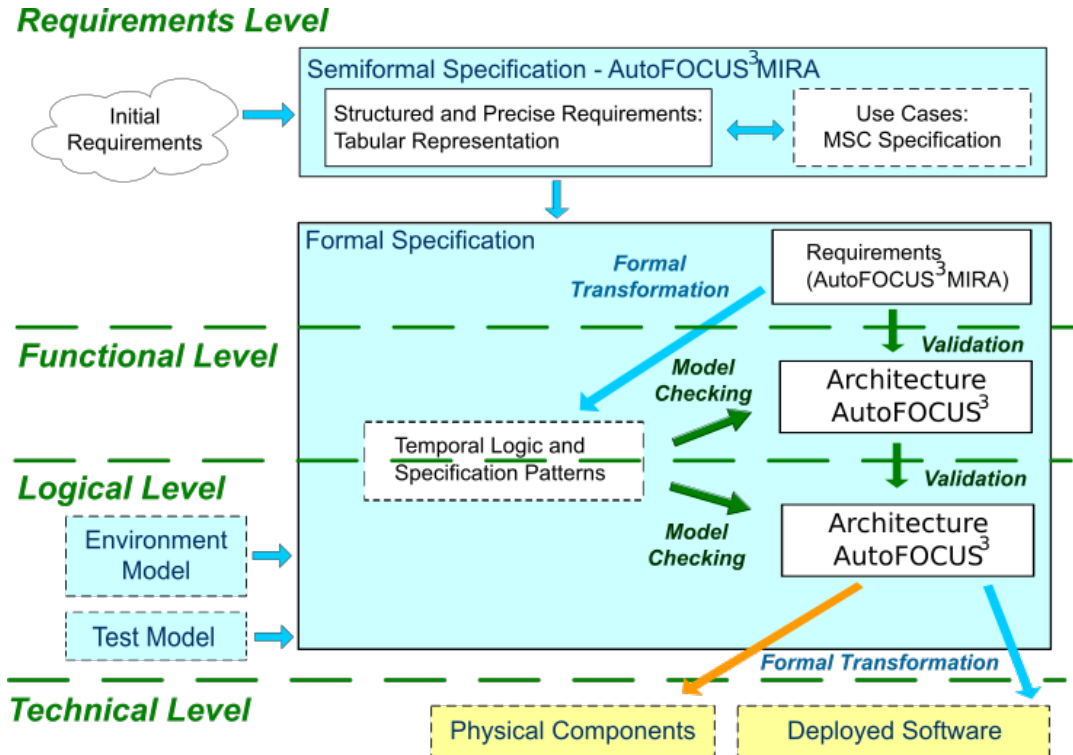 Requirements Level
Semiformal Specification - AutoFOCUS³MIRA
Initial
Requirements
Structured and Precise Requirements:
Tabular Representation
Use Cases:
MSC Specification
Formal Specification
Formal
Transformation
Requirements
(AutoFOCUS³MIRA)
Functional Level
Validation
Model
Checking
Architecture
AutoFOCUS³
Temporal Logic and
Specification Patterns
Logical Level
Validation
Environment
Model
Model
Checking
Architecture
AutoFOCUS³
Test Model
Formal Transformation
Technical Level
Physical Components
Deployed Software